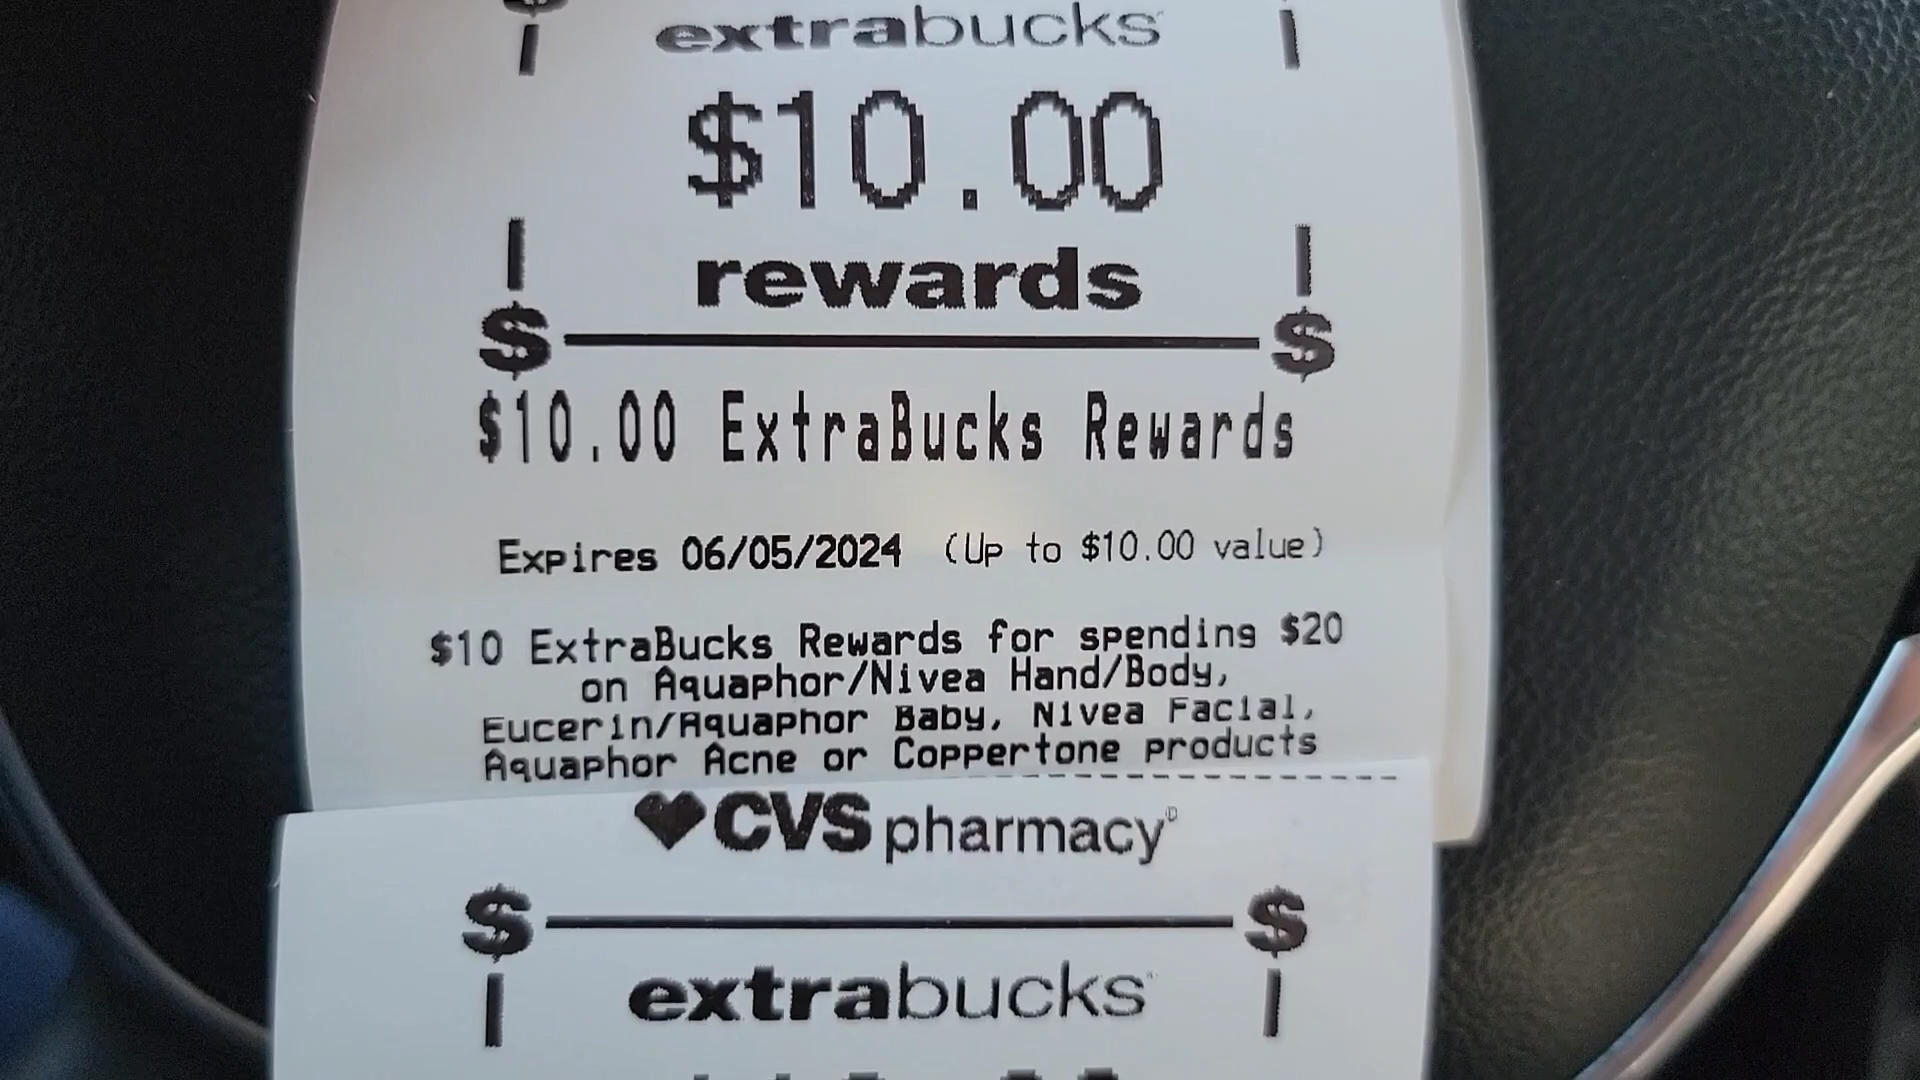 extrabucks
$10.00
rewards
$ $
$10.00 ExtraBucks Rewards
Expires 06/05/2024 (Up to $10.00 value)
$10 ExtraBucks Rewards for spending $20
on Aquaphor/Nivea Hand/Body,
Eucerin/Aquaphor Baby, Nivea Facial,
Aquaphor Acne or Coppertone products
CVS pharmacy®
$ $
extrabucks